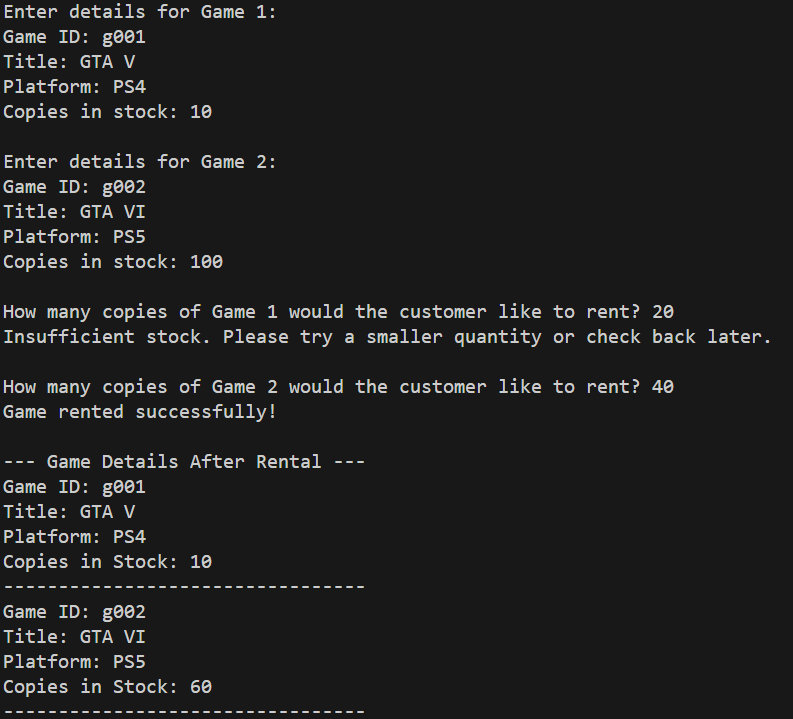 Enter details for Game 1:
Game ID: g001
Title: GTA V
Platform: PS4
Copies in stock: 10
Enter details for Game 2:
Game ID: g002
Title: GTA VI
Platform: PS5
Copies in stock: 100
How many copies of Game 1 would the customer like to rent? 20
Insufficient stock. Please try a smaller quantity or check back later.
How many copies of Game 2 would the customer like to rent? 40
Game rented successfully!
--- Game Details After Rental ---
Game ID: g001
Title: GTA V
Platform: PS4
Copies in Stock: 10
---------------------------------
Game ID: g002
Title: GTA VI
Platform: PS5
Copies in Stock: 60
---------------------------------